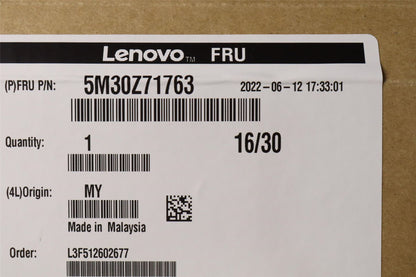 Lenovo™ FRU
(P)FRU P/N: 5M30Z71763 2022-06-12 17:33:01
Quantity: 1 16/30
(4L)Origin: MY
Made in Malaysia
Order: L3F512602677